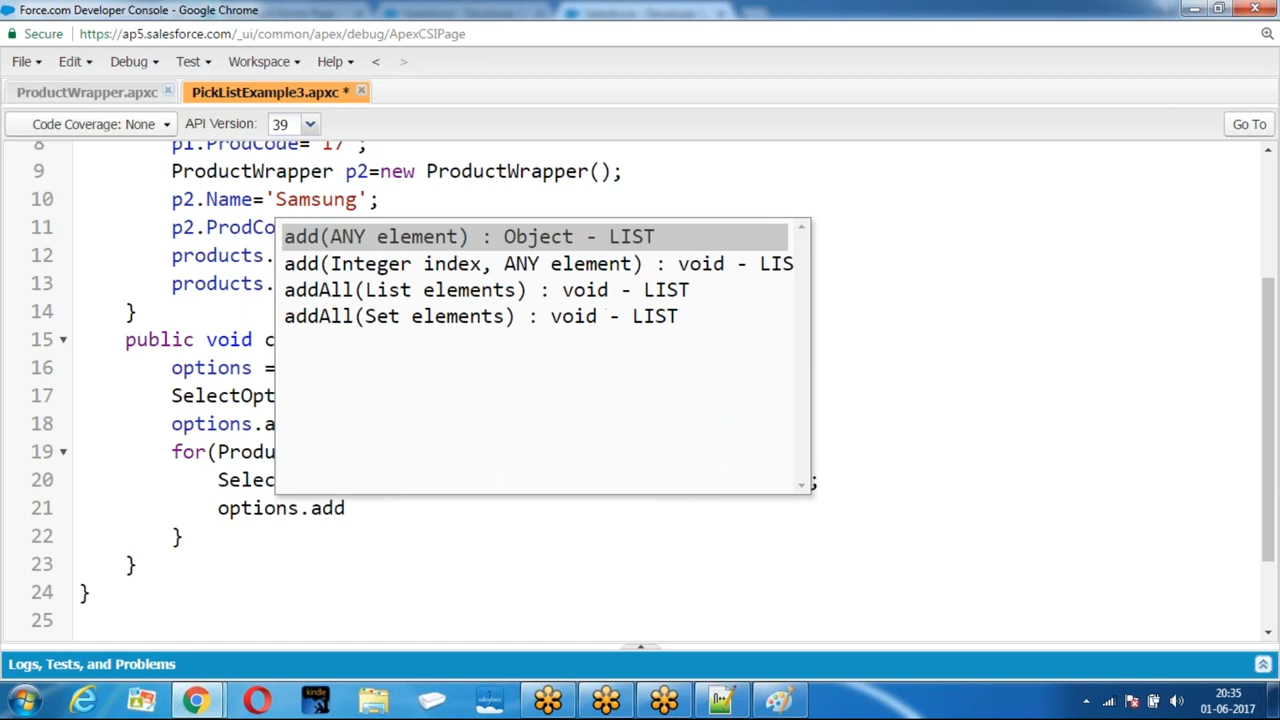 Force.com Developer Console - Google Chrome
Secure https://ap5.salesforce.com/_ui/common/apex/debug/ApexCSIPage
File Edit Debug Test Workspace Help < >
ProductWrapper.apxc PickListExample3.apxc *
Code Coverage: None API Version: 39 Go To
8 p1.ProdCode='17';
9 ProductWrapper p2=new ProductWrapper();
10 p2.Name='Samsung';
11 p2.ProdCo
add(ANY element) : Object - LIST
12 products.
add(Integer index, ANY element) : void - LIS
13 products.
addAll(List elements) : void - LIST
14 }
addAll(Set elements) : void - LIST
15 public void c
16 options =
17 SelectOpt
18 options.a
19 for(Produ
20 Selec ;
21 options.add
22 }
23 }
24 }
25
Logs, Tests, and Problems
kindle
salesforce
20:35
01-06-2017